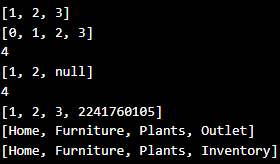 [1, 2, 3]
[0, 1, 2, 3]
4
[1, 2, null]
4
[1, 2, 3, 2241760105]
[Home, Furniture, Plants, Outlet]
[Home, Furniture, Plants, Inventory]